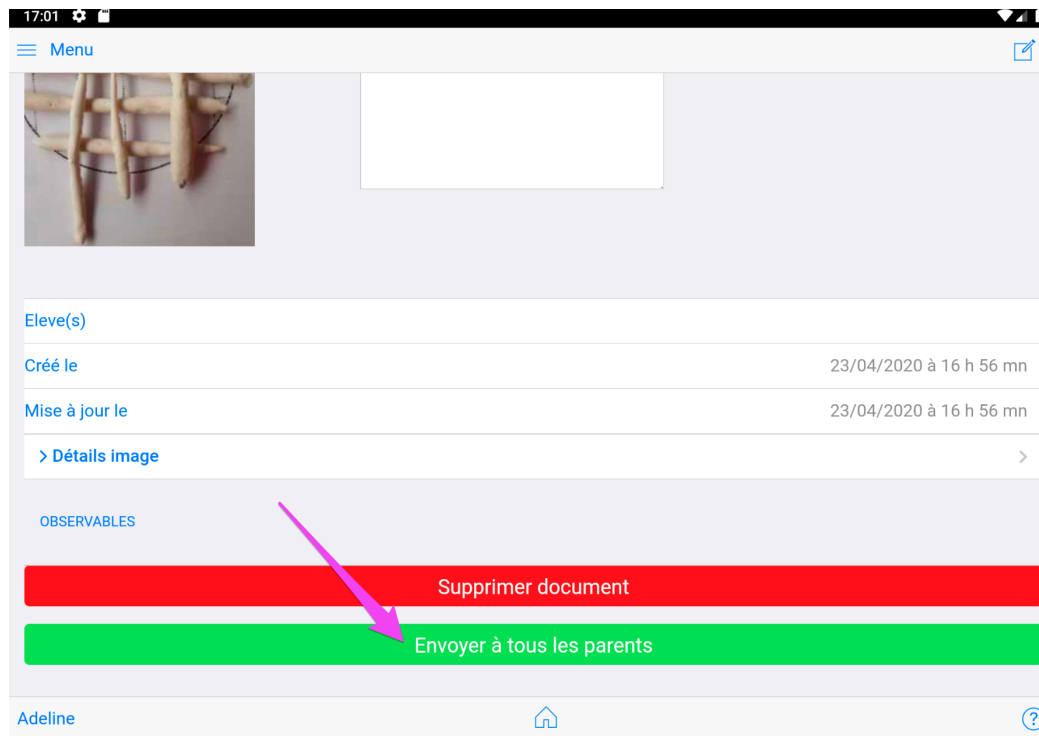 17:01
Menu
Eleve(s)
Créé le 23/04/2020 à 16 h 56 mn
Mise à jour le 23/04/2020 à 16 h 56 mn
> Détails image
OBSERVABLES
Supprimer document
Envoyer à tous les parents
Adeline ?